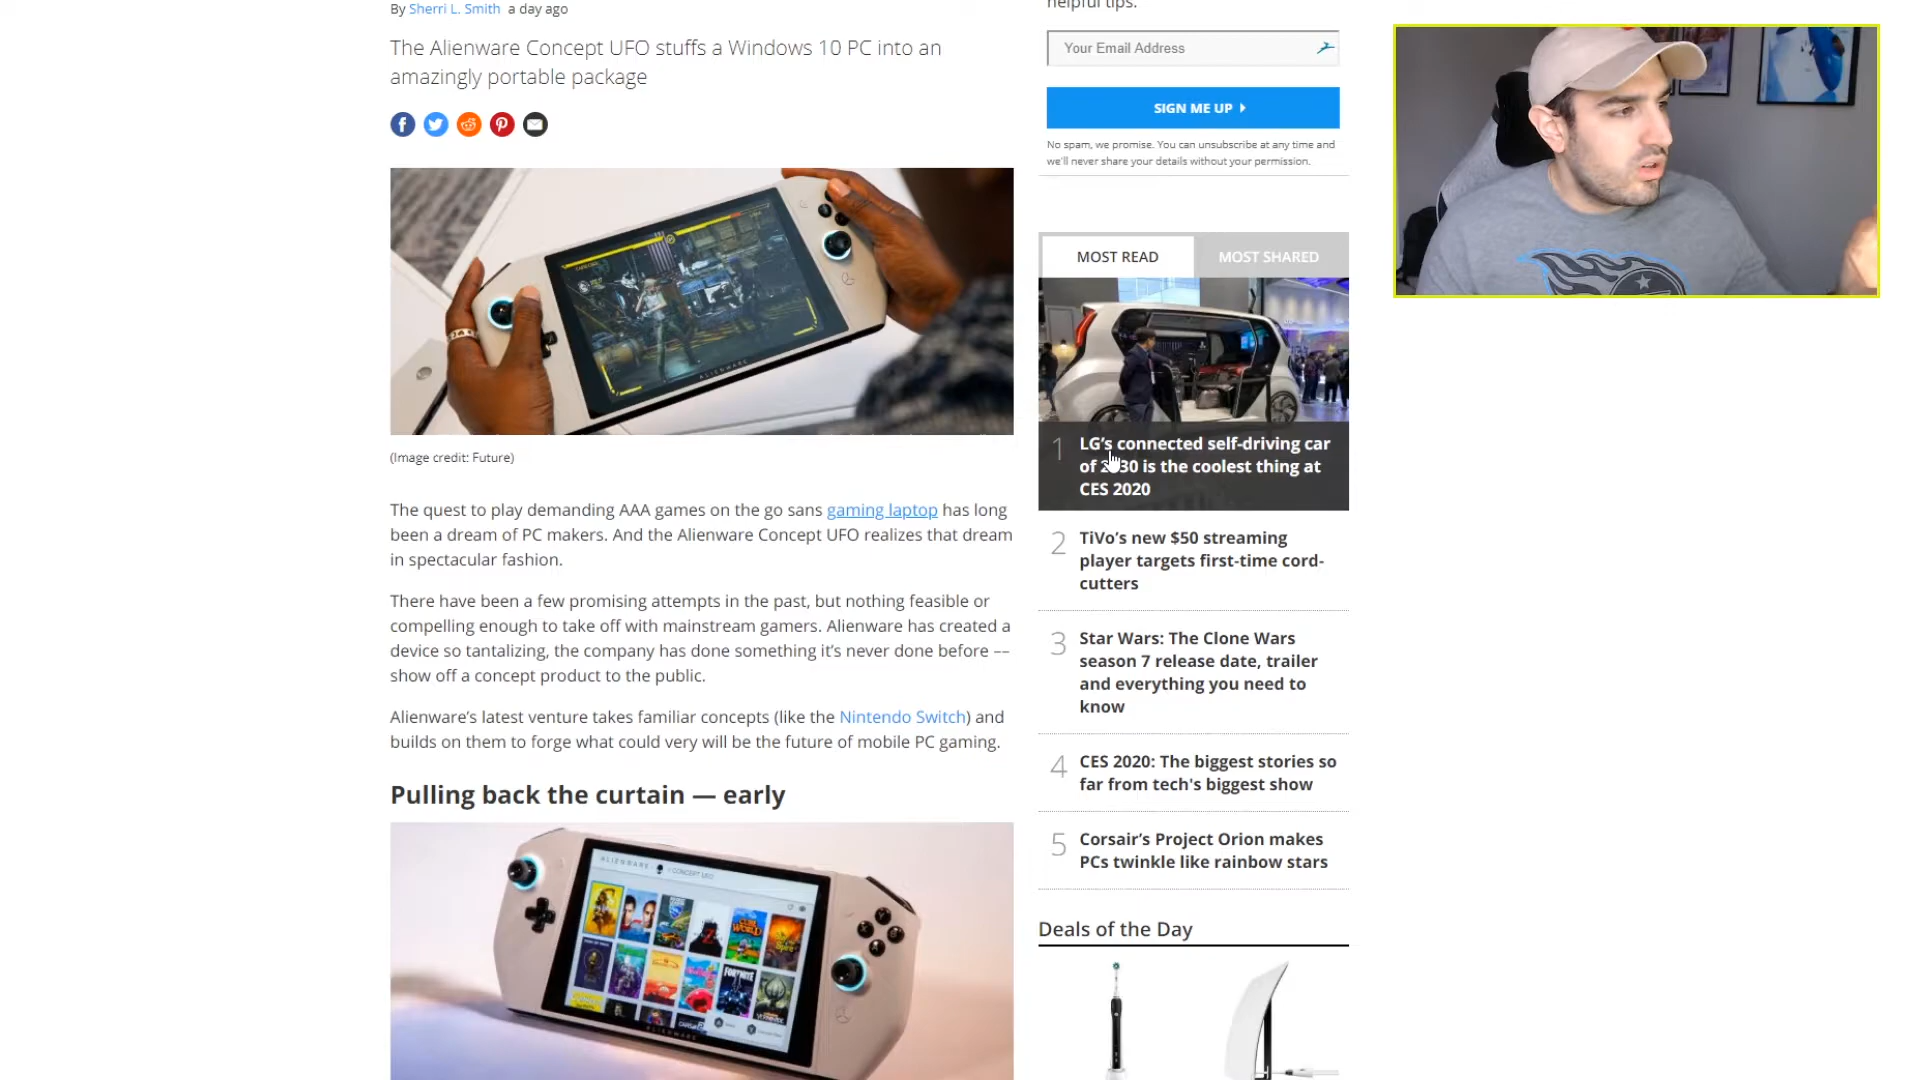 helpful tips.
By Sherri L. Smith a day ago
The Alienware Concept UFO stuffs a Windows 10 PC into an
amazingly portable package
(Image credit: Future)
The quest to play demanding AAA games on the go sans gaming laptop has long
been a dream of PC makers. And the Alienware Concept UFO realizes that dream
in spectacular fashion.
There have been a few promising attempts in the past, but nothing feasible or
compelling enough to take off with mainstream gamers. Alienware has created a
device so tantalizing, the company has done something it's never done before —
show off a concept product to the public.
Alienware's latest venture takes familiar concepts (like the Nintendo Switch) and
builds on them to forge what could very will be the future of mobile PC gaming.
Pulling back the curtain — early
ALIENWARE
CONCEPT UFO
FORTNITE
Y
X
B
A
Your Email Address
SIGN ME UP
No spam, we promise. You can unsubscribe at any time and
we'll never share your details without your permission.
MOST READ
MOST SHARED
1
LG's connected self-driving car
of 2030 is the coolest thing at
CES 2020
2
TiVo's new $50 streaming
player targets first-time cord-
cutters
3
Star Wars: The Clone Wars
season 7 release date, trailer
and everything you need to
know
4
CES 2020: The biggest stories so
far from tech's biggest show
5
Corsair's Project Orion makes
PCs twinkle like rainbow stars
Deals of the Day